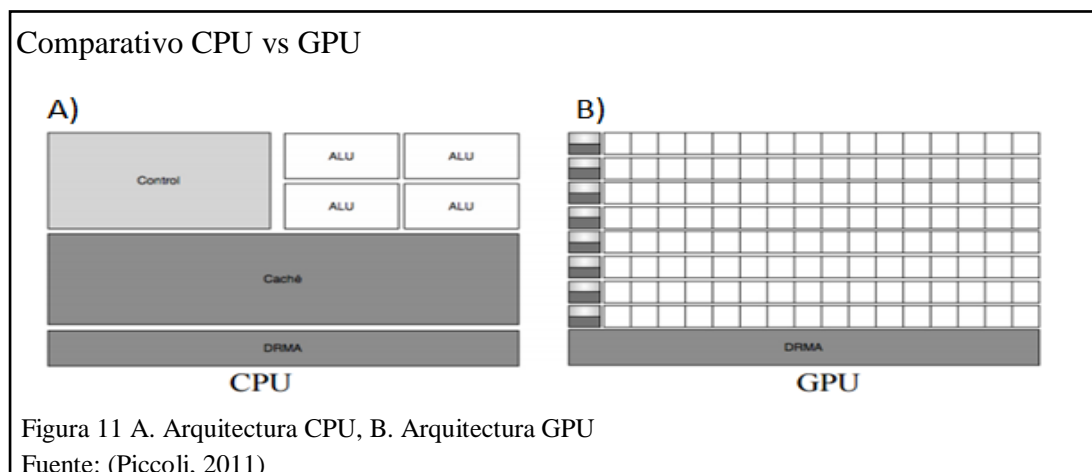 Comparativo CPU vs GPU
A)
B)
Control
ALU
ALU
ALU
ALU
Caché
DRMA
DRMA
CPU
GPU
Figura 11 A. Arquitectura CPU, B. Arquitectura GPU
Fuente: (Piccoli, 2011)